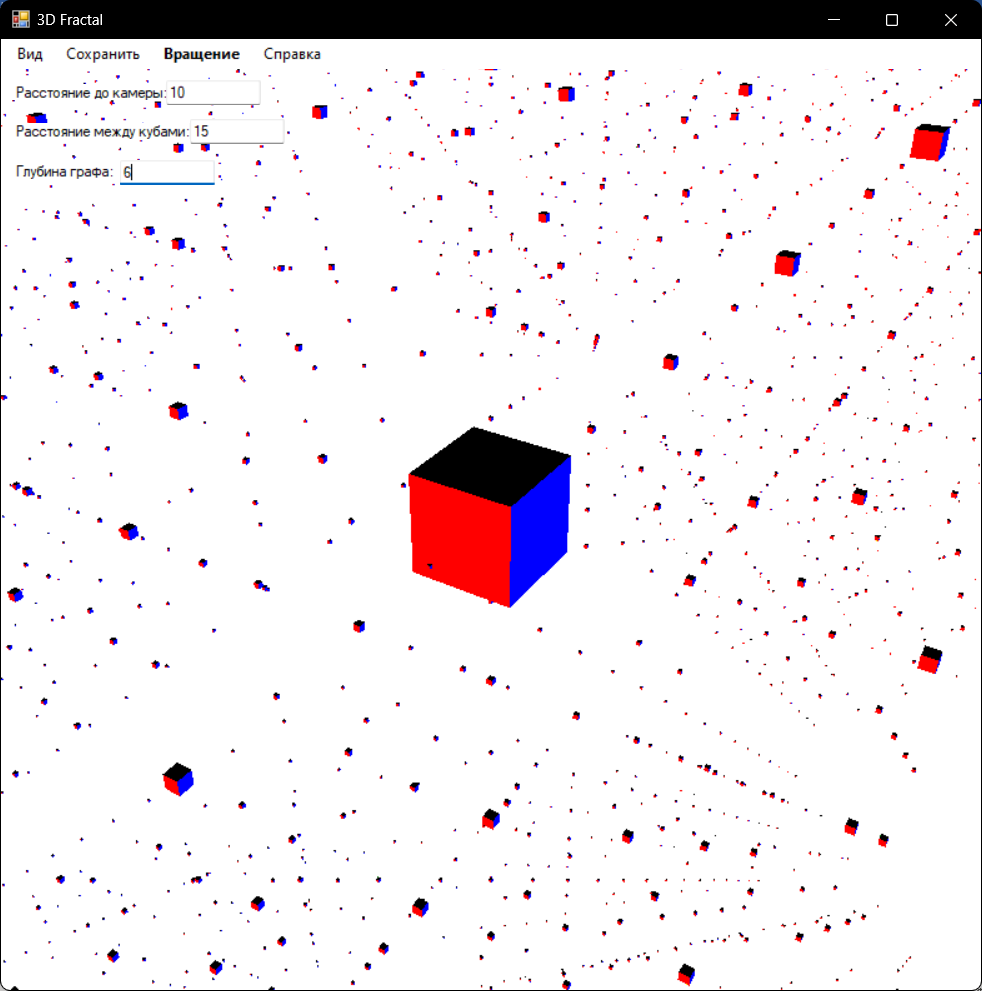 3D Fractal
Вид Сохранить Вращение Справка
Расстояние до камеры: 10
Расстояние между кубами: 15
Глубина графа: 6